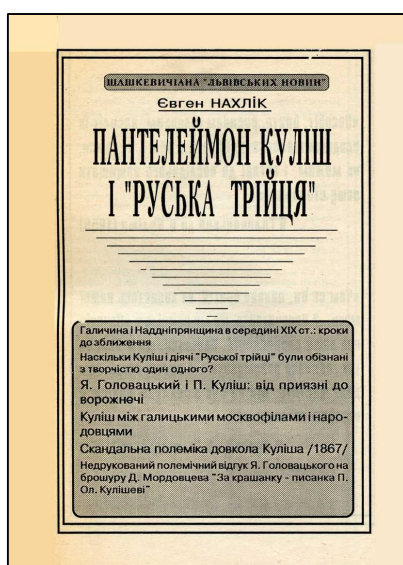 ШАШКЕВИЧІАНА "ЛЬВІВСЬКИХ НОВИН"
Євген НАХЛІК
ПАНТЕЛЕЙМОН КУЛІШ
І "РУСЬКА ТРІЙЦЯ"
Галичина і Наддніпрянщина в середині XIX ст.: кроки
до зближення
Наскільки Куліш і діячі "Руської трійці" були обізнані
з творчістю один одного?
Я. Головацький і П. Куліш: від приязні до
ворожнечі
Куліш між галицькими москвофілами і наро-
довцями
Скандальна полеміка довкола Куліша /1867/
Недрукований полемічний відгук Я. Головацького на
брошуру Д. Мордовцева "За крашанку - писанка П.
Ол. Кулішеві"